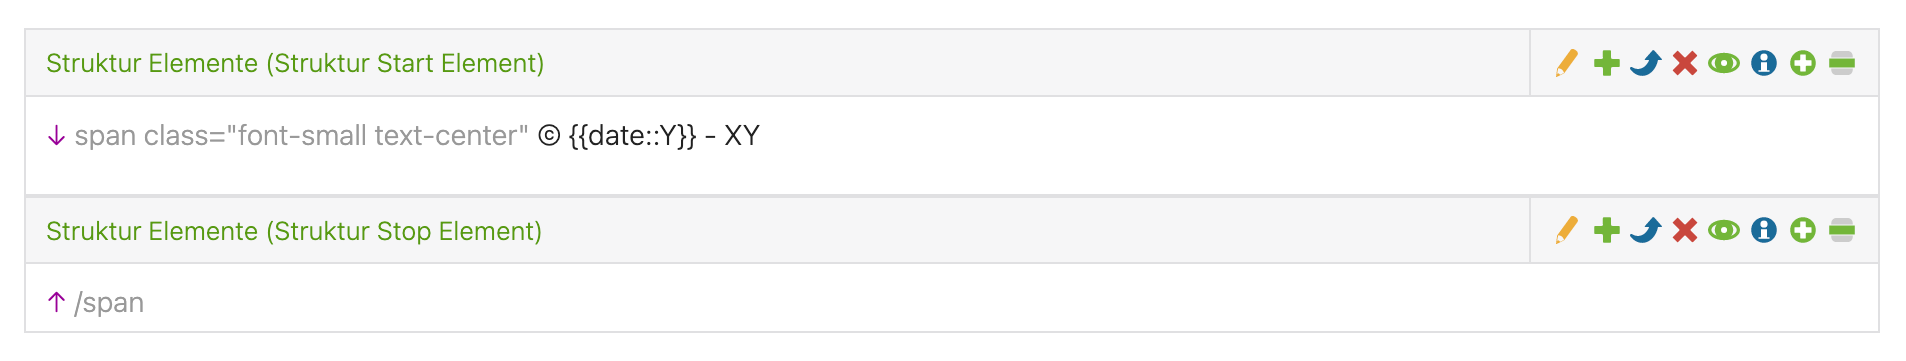 Struktur Elemente (Struktur Start Element)
↓ span class="font-small text-center" © {{date::Y}} - XY
Struktur Elemente (Struktur Stop Element)
↑ /span